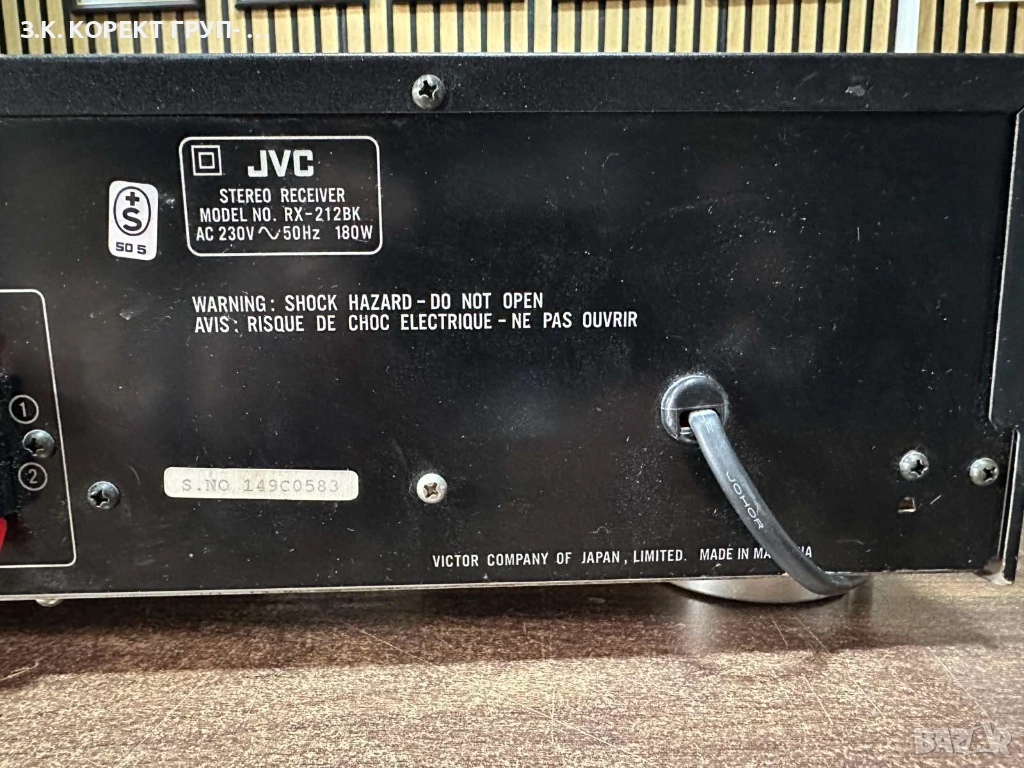 З.К. КОРЕКТ ГРУП- ...
JVC
STEREO RECEIVER
MODEL NO. RX-212BK
AC 230V ~ 50Hz 180W
+
S
SD 5
WARNING: SHOCK HAZARD – DO NOT OPEN
AVIS: RISQUE DE CHOC ELECTRIQUE – NE PAS OUVRIR
1
2
S.NO 149C0583
JOHOR
VICTOR COMPANY OF JAPAN, LIMITED. MADE IN
BAZAR